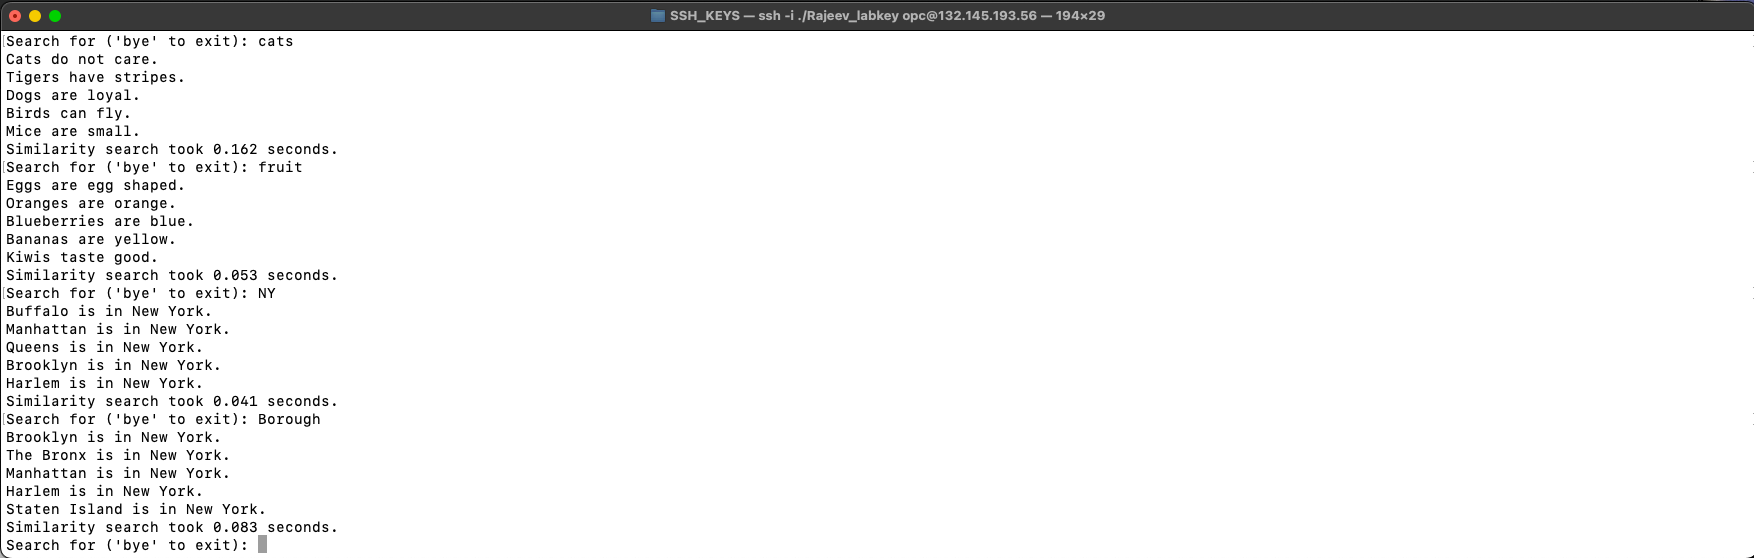 SSH_KEYS — ssh -i ./Rajeev_labkey opc@132.145.193.56 — 194×29
Search for ('bye' to exit): cats
Cats do not care.
Tigers have stripes.
Dogs are loyal.
Birds can fly.
Mice are small.
Similarity search took 0.162 seconds.
Search for ('bye' to exit): fruit
Eggs are egg shaped.
Oranges are orange.
Blueberries are blue.
Bananas are yellow.
Kiwis taste good.
Similarity search took 0.053 seconds.
Search for ('bye' to exit): NY
Buffalo is in New York.
Manhattan is in New York.
Queens is in New York.
Brooklyn is in New York.
Harlem is in New York.
Similarity search took 0.041 seconds.
Search for ('bye' to exit): Borough
Brooklyn is in New York.
The Bronx is in New York.
Manhattan is in New York.
Harlem is in New York.
Staten Island is in New York.
Similarity search took 0.083 seconds.
Search for ('bye' to exit):